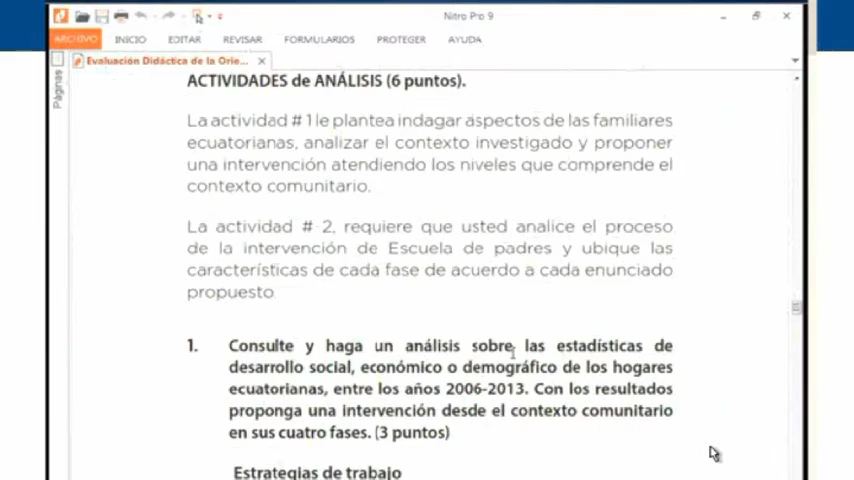 Nitro Pro 9
ARCHIVO INICIO EDITAR REVISAR FORMULARIOS PROTEGER AYUDA
Evaluación Didáctica de la Orie...
Páginas
ACTIVIDADES de ANÁLISIS (6 puntos).
La actividad # 1 le plantea indagar aspectos de las familiares
ecuatorianas, analizar el contexto investigado y proponer
una intervención atendiendo los niveles que comprende el
contexto comunitario.
La actividad # 2, requiere que usted analice el proceso
de la intervención de Escuela de padres y ubique las
características de cada fase de acuerdo a cada enunciado
propuesto
1. Consulte y haga un análisis sobre las estadísticas de
desarrollo social, económico o demográfico de los hogares
ecuatorianas, entre los años 2006-2013. Con los resultados
proponga una intervención desde el contexto comunitario
en sus cuatro fases. (3 puntos)
Estrategias de trabajo